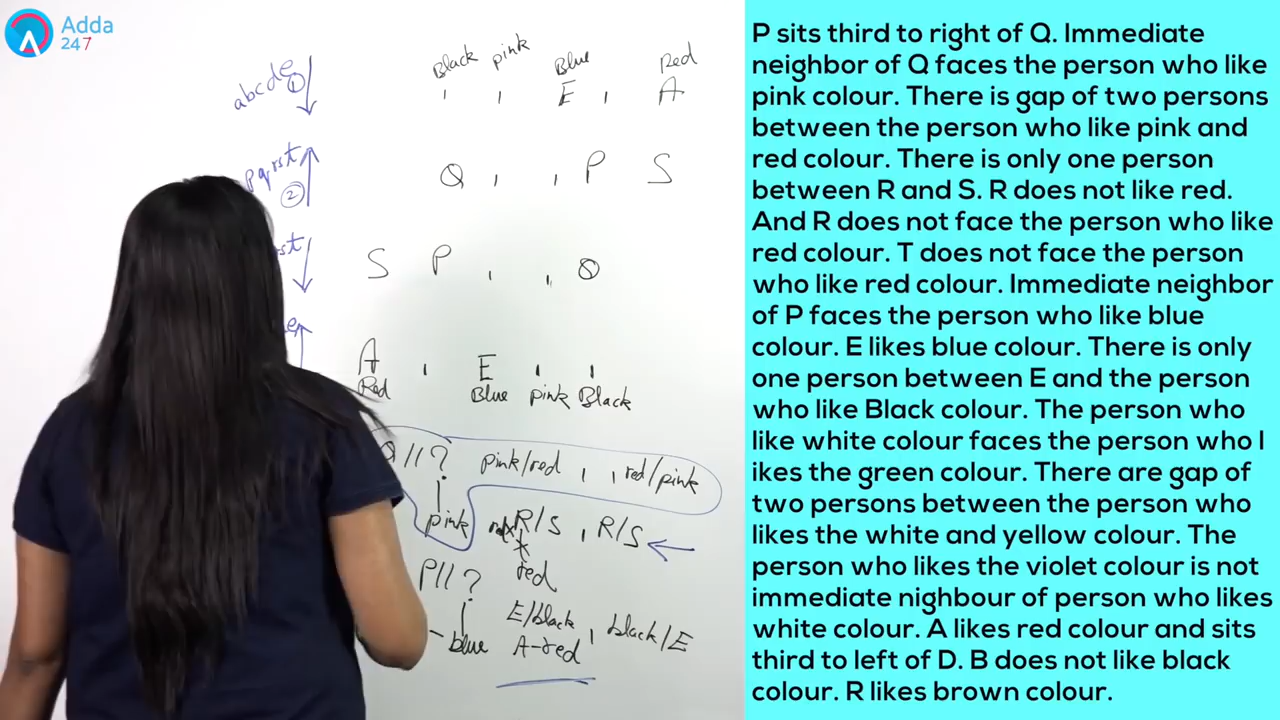 Adda
247
Black pink Blue Red
abcde ① , , E , A
pqrst
② Q , , P S
rst
S P , , Q
A , E , ,
Red Blue pink Black
Q // ? pink/red , , red/pink
pink R/S , R/S
red
P// ? E/black , black/E
blue A-red
P sits third to right of Q. Immediate
neighbor of Q faces the person who like
pink colour. There is gap of two persons
between the person who like pink and
red colour. There is only one person
between R and S. R does not like red.
And R does not face the person who like
red colour. T does not face the person
who like red colour. Immediate neighbor
of P faces the person who like blue
colour. E likes blue colour. There is only
one person between E and the person
who like Black colour. The person who
like white colour faces the person who l
ikes the green colour. There are gap of
two persons between the person who
likes the white and yellow colour. The
person who likes the violet colour is not
immediate nighbour of person who likes
white colour. A likes red colour and sits
third to left of D. B does not like black
colour. R likes brown colour.